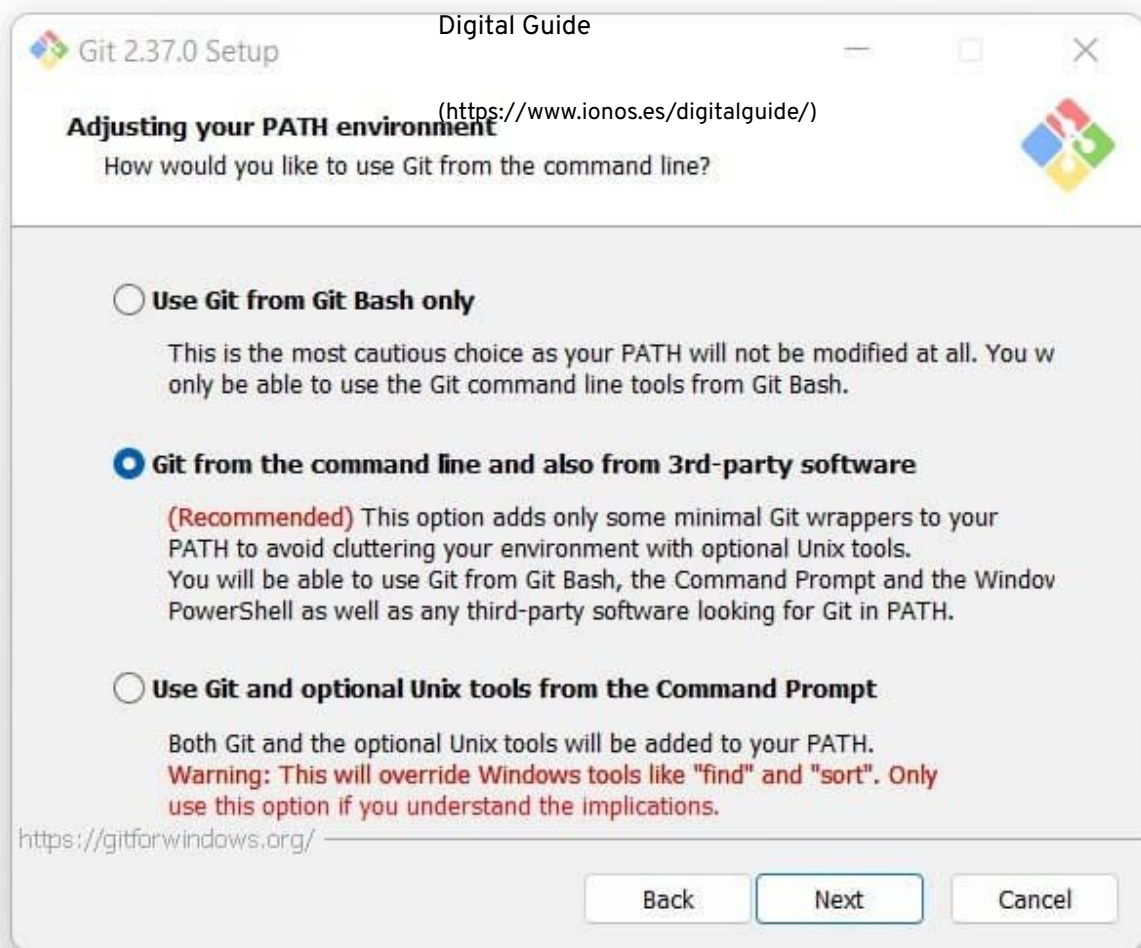 Digital Guide
Git 2.37.0 Setup
(https://www.ionos.es/digitalguide/)
Adjusting your PATH environment
How would you like to use Git from the command line?
Use Git from Git Bash only
This is the most cautious choice as your PATH will not be modified at all. You w
only be able to use the Git command line tools from Git Bash.
Git from the command line and also from 3rd-party software
(Recommended) This option adds only some minimal Git wrappers to your
PATH to avoid cluttering your environment with optional Unix tools.
You will be able to use Git from Git Bash, the Command Prompt and the Window
PowerShell as well as any third-party software looking for Git in PATH.
Use Git and optional Unix tools from the Command Prompt
Both Git and the optional Unix tools will be added to your PATH.
Warning: This will override Windows tools like "find" and "sort". Only
use this option if you understand the implications.
https://gitforwindows.org/
Back Next Cancel